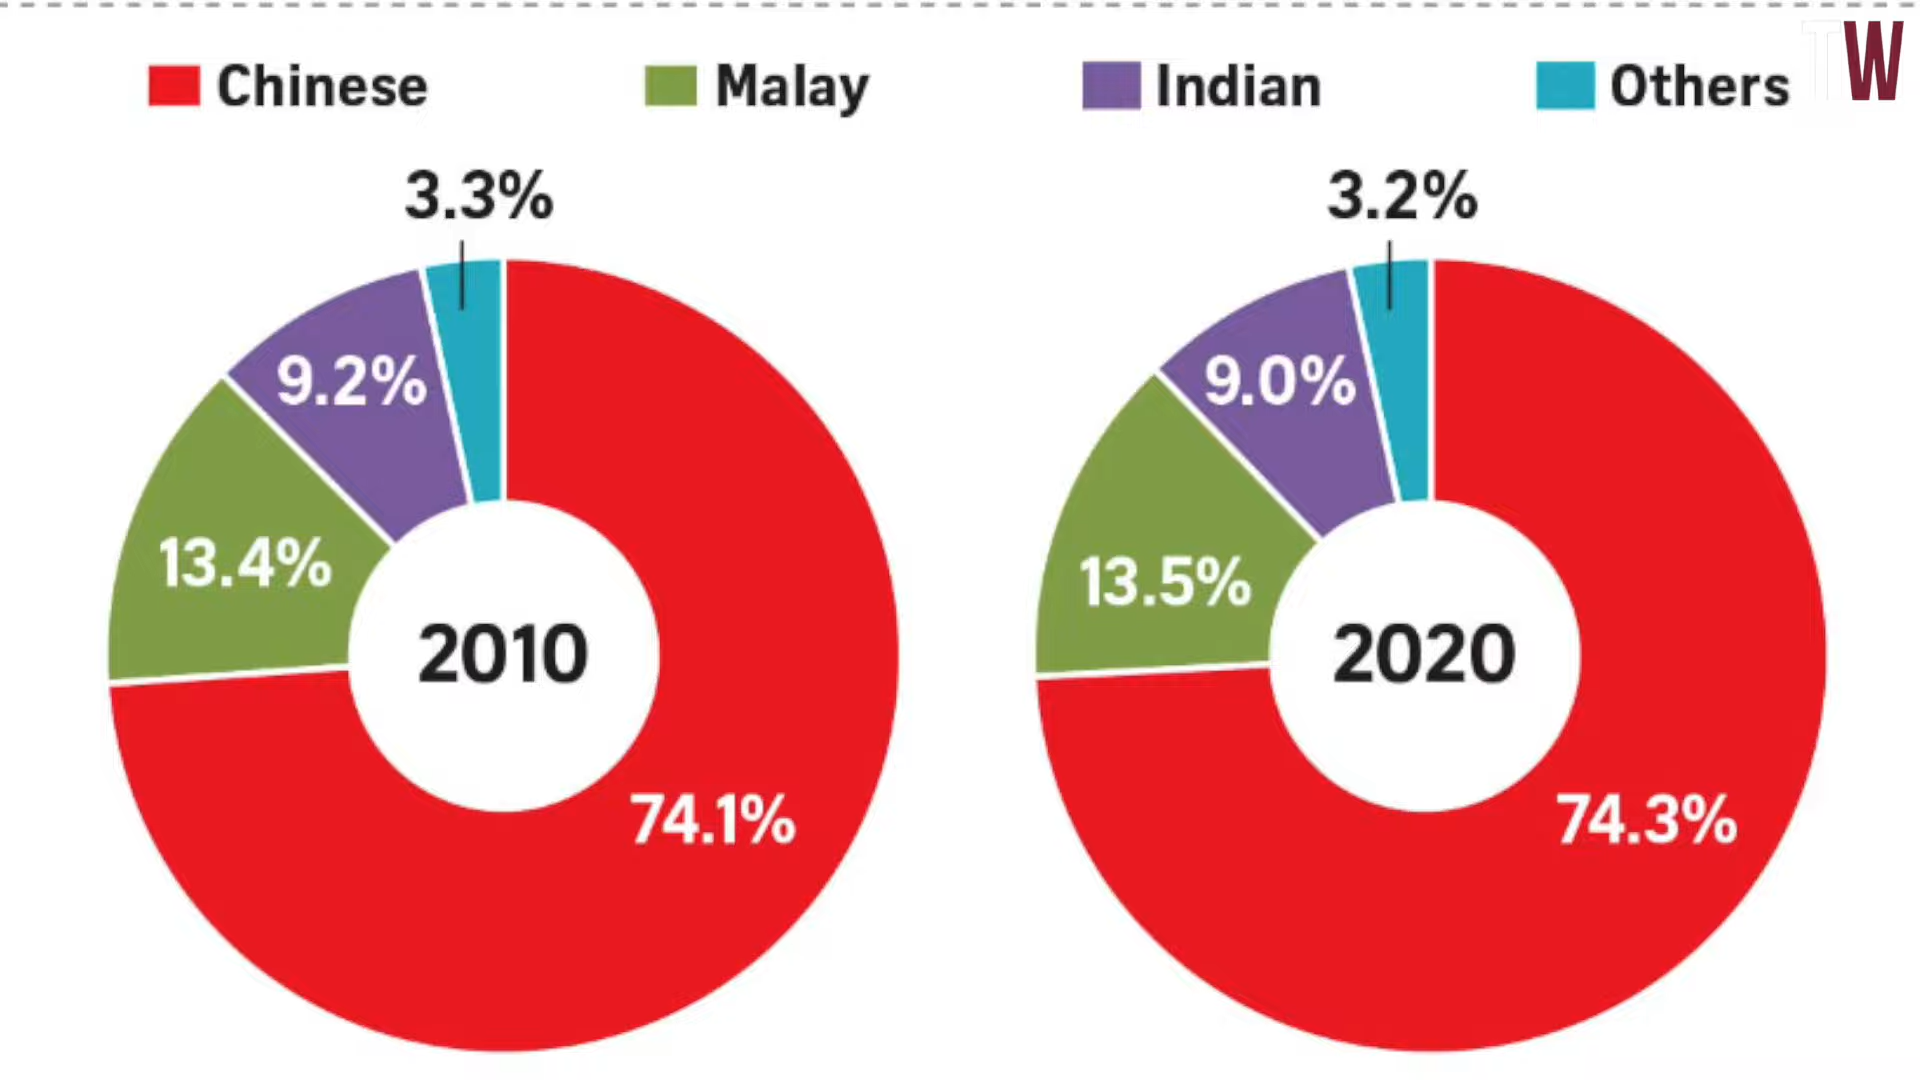 Chinese
Malay
Indian
Others
TW
3.3%
9.2%
13.4%
2010
74.1%
3.2%
9.0%
13.5%
2020
74.3%